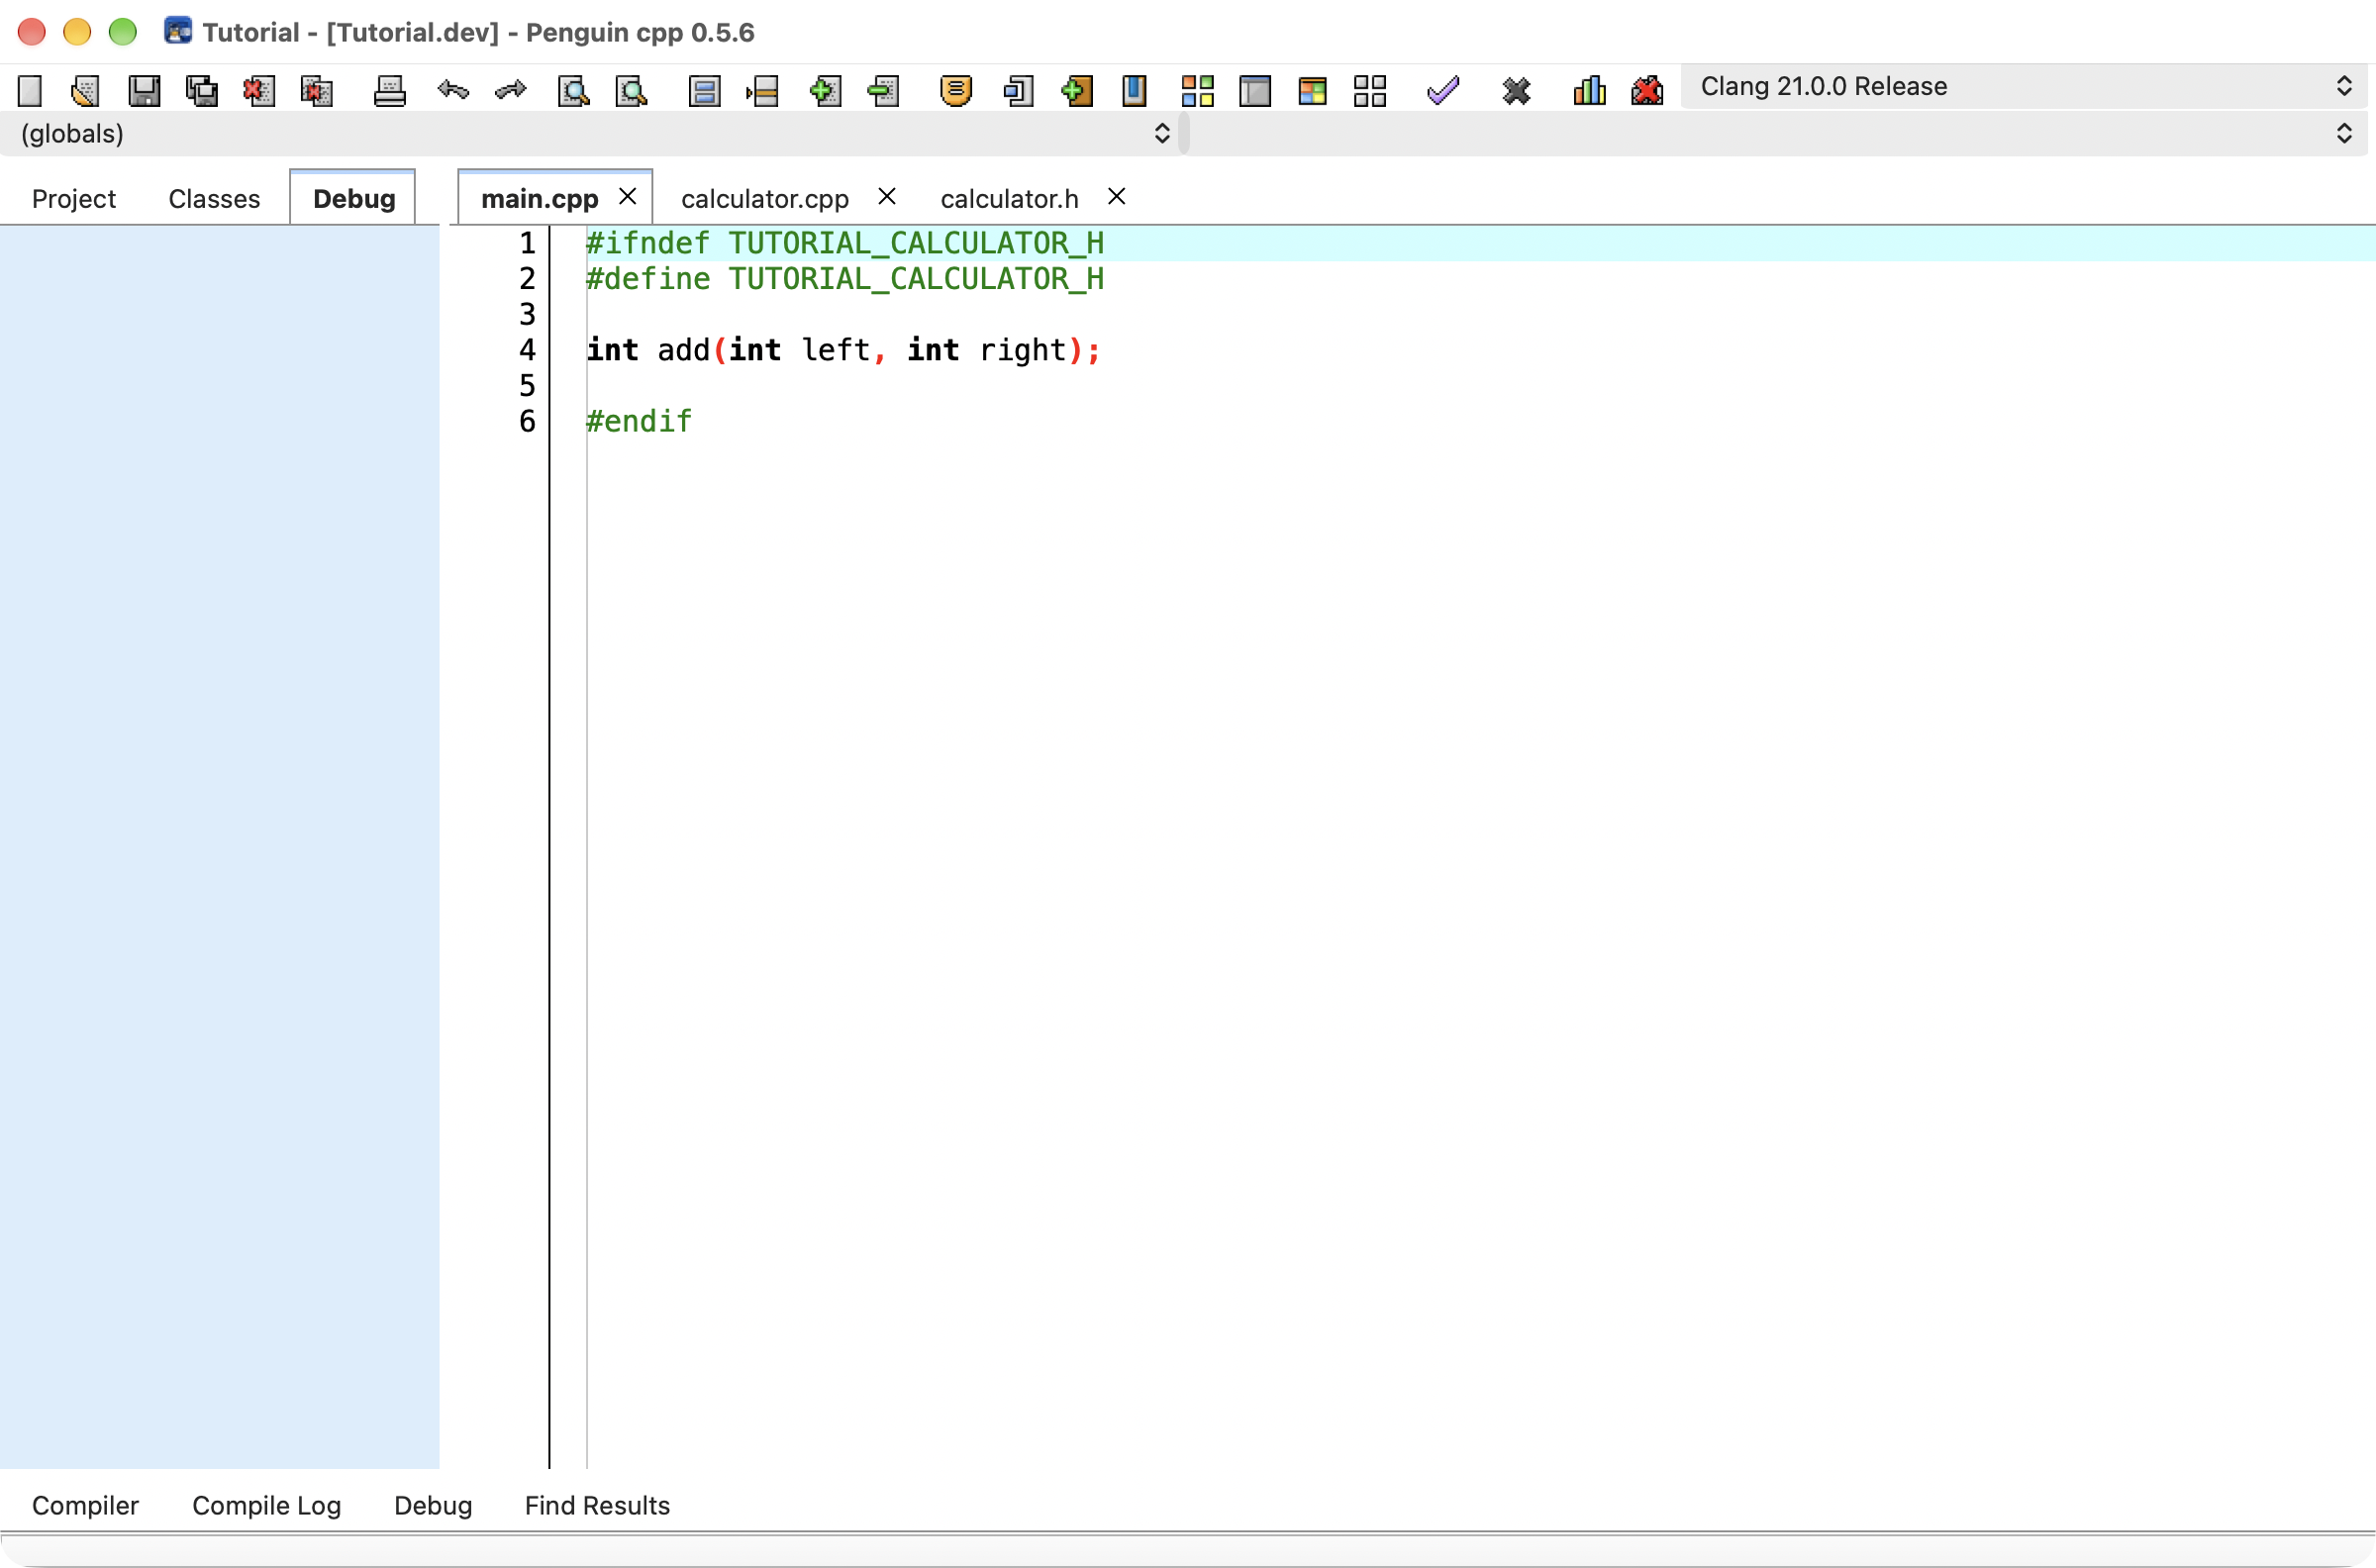 Tutorial - [Tutorial.dev] - Penguin cpp 0.5.6
Clang 21.0.0 Release
(globals)
Project Classes Debug main.cpp calculator.cpp calculator.h
1 #ifndef TUTORIAL_CALCULATOR_H
2 #define TUTORIAL_CALCULATOR_H
3
4 int add(int left, int right);
5
6 #endif
Compiler Compile Log Debug Find Results